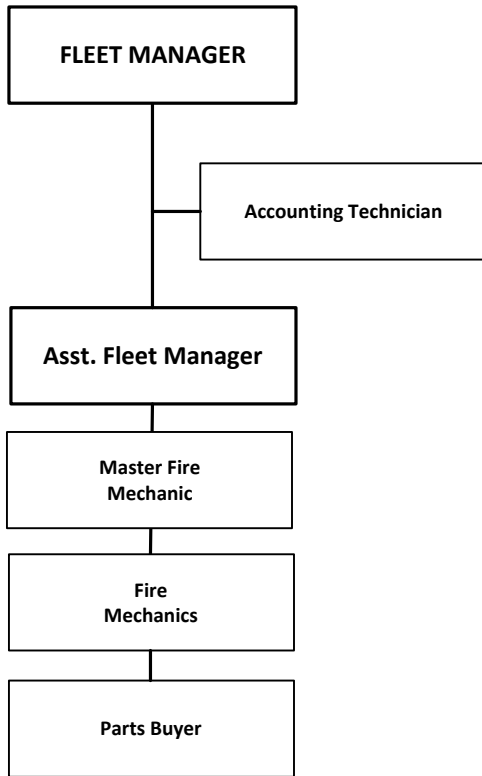 FLEET MANAGER
Accounting Technician
Asst. Fleet Manager
Master Fire
Mechanic
Fire
Mechanics
Parts Buyer